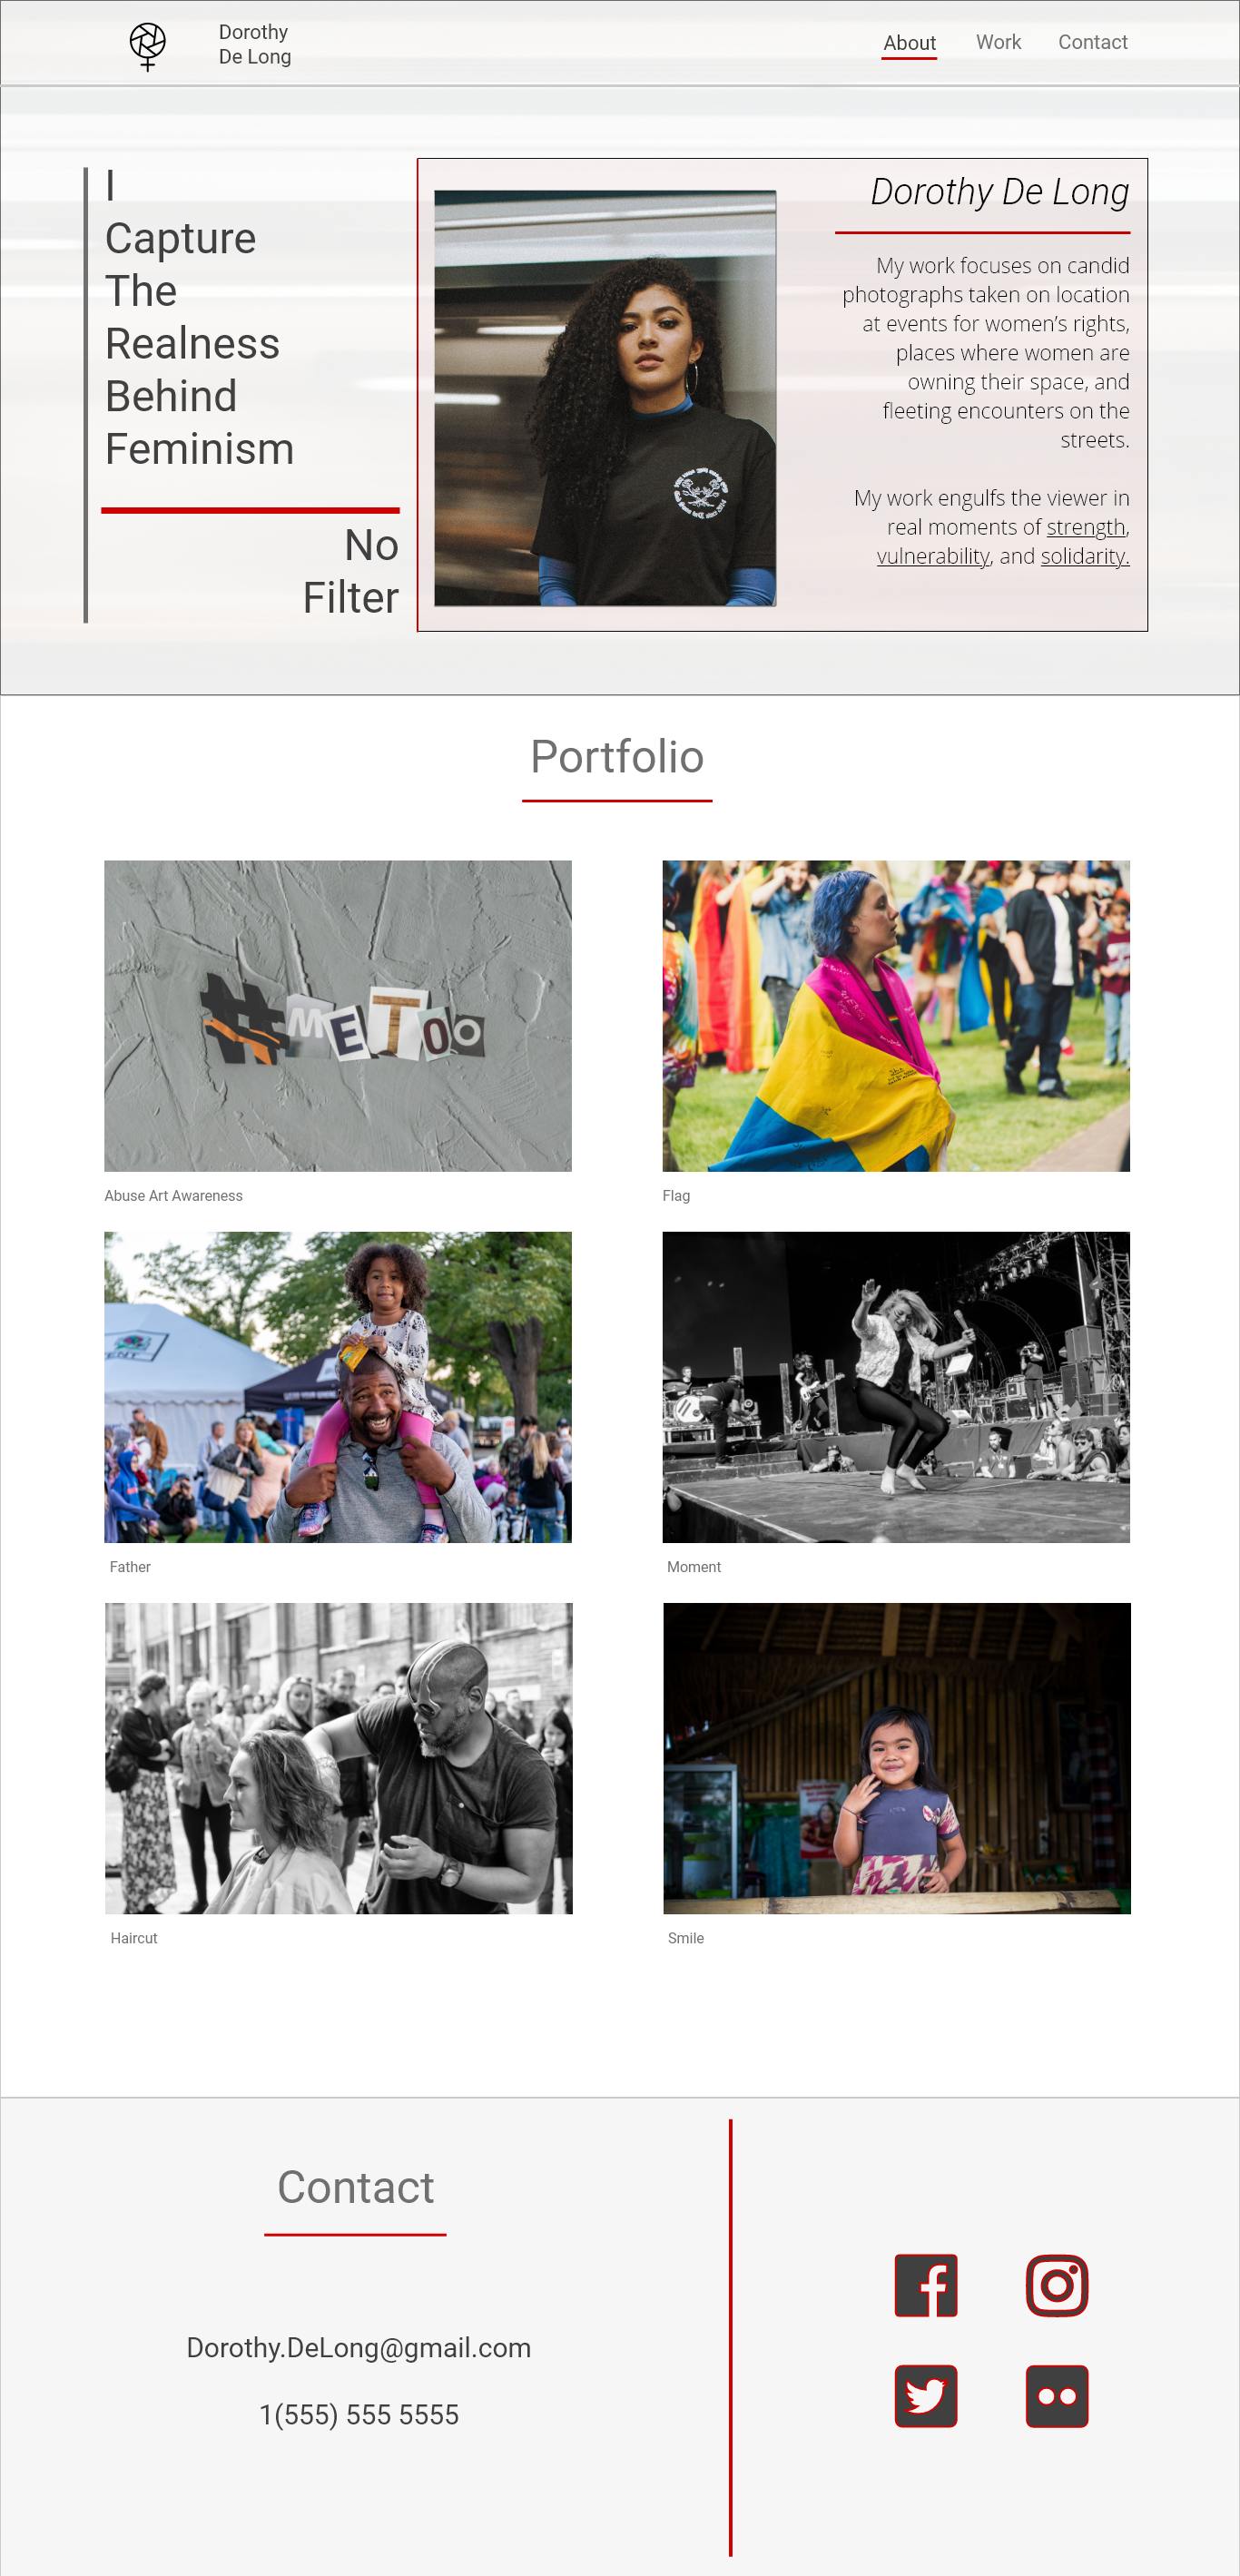 Dorothy
De Long
About
Work
Contact
I
Capture
The
Realness
Behind
Feminism
No
Filter
Dorothy De Long
My work focuses on candid
photographs taken on location
at events for women’s rights,
places where women are
owning their space, and
fleeting encounters on the
streets.
My work engulfs the viewer in
real moments of strength,
vulnerability, and solidarity.
Portfolio
#METOO
Abuse Art Awareness
Flag
Father
Moment
Haircut
Smile
Contact
Dorothy.DeLong@gmail.com
1(555) 555 5555